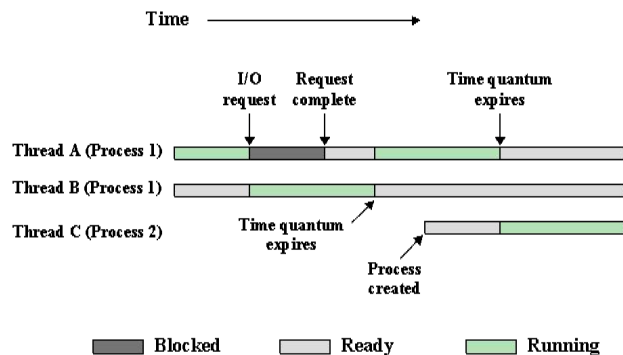 Time
I/O
request
Request
complete
Time quantum
expires
Thread A (Process 1)
Thread B (Process 1)
Thread C (Process 2)
Time quantum
expires
Process
created
Blocked
Ready
Running